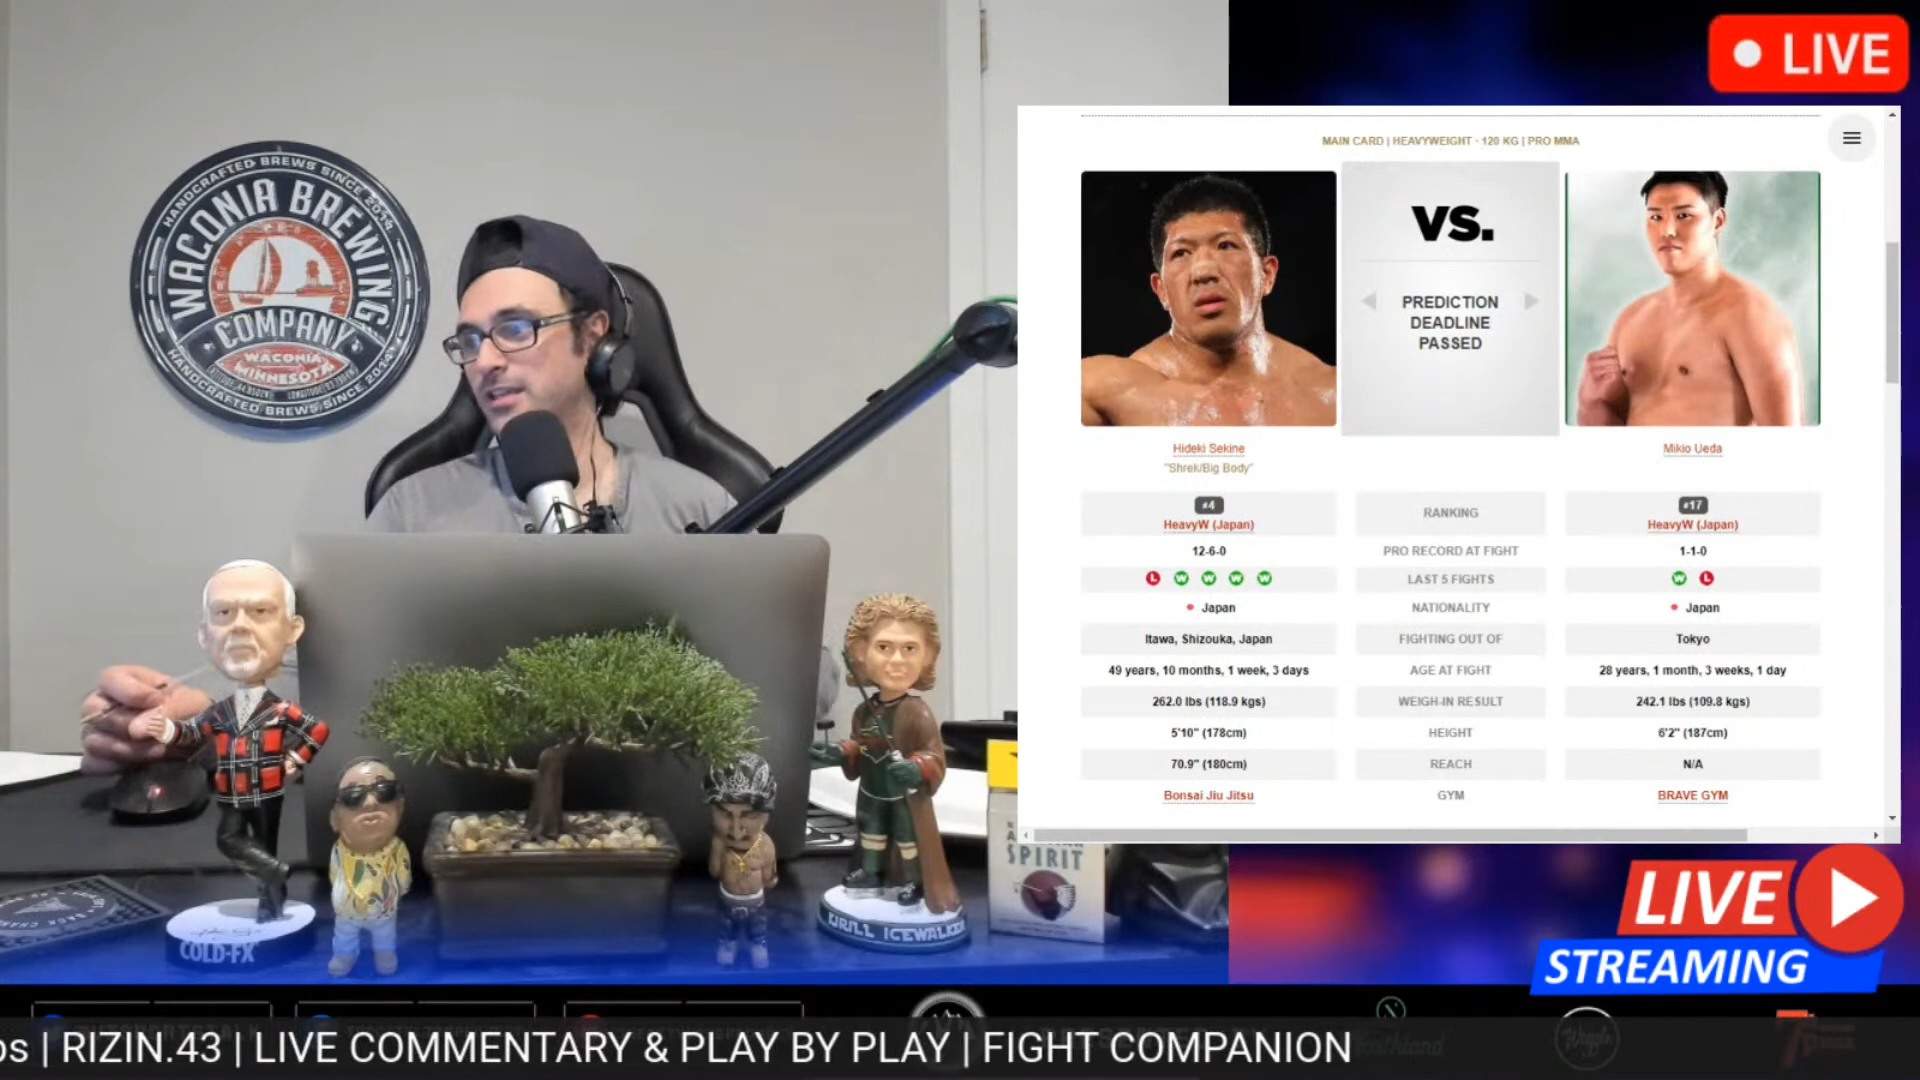 LIVE
HANDCRAFTED BREWS SINCE 2014
WACONIA BREWING
COMPANY
WACONIA
MINNESOTA
HANDCRAFTED BREWS SINCE 2014
MAIN CARD | HEAVYWEIGHT · 120 KG | PRO MMA
VS.
PREDICTION
DEADLINE
PASSED
Hideki Sekine
"Shrek/Big Body"
Mikio Ueda
#4
HeavyW (Japan)
RANKING
#17
HeavyW (Japan)
12-6-0 PRO RECORD AT FIGHT 1-1-0
L W W W W LAST 5 FIGHTS W L
Japan NATIONALITY Japan
Itawa, Shizouka, Japan FIGHTING OUT OF Tokyo
49 years, 10 months, 1 week, 3 days AGE AT FIGHT 28 years, 1 month, 3 weeks, 1 day
262.0 lbs (118.9 kgs) WEIGH-IN RESULT 242.1 lbs (109.8 kgs)
5'10" (178cm) HEIGHT 6'2" (187cm)
70.9" (180cm) REACH N/A
Bonsai Jiu Jitsu GYM BRAVE GYM
SPIRIT
COLD-FX
KIRILL ICEWALKER
LIVE
STREAMING
os | RIZIN.43 | LIVE COMMENTARY & PLAY BY PLAY | FIGHT COMPANION